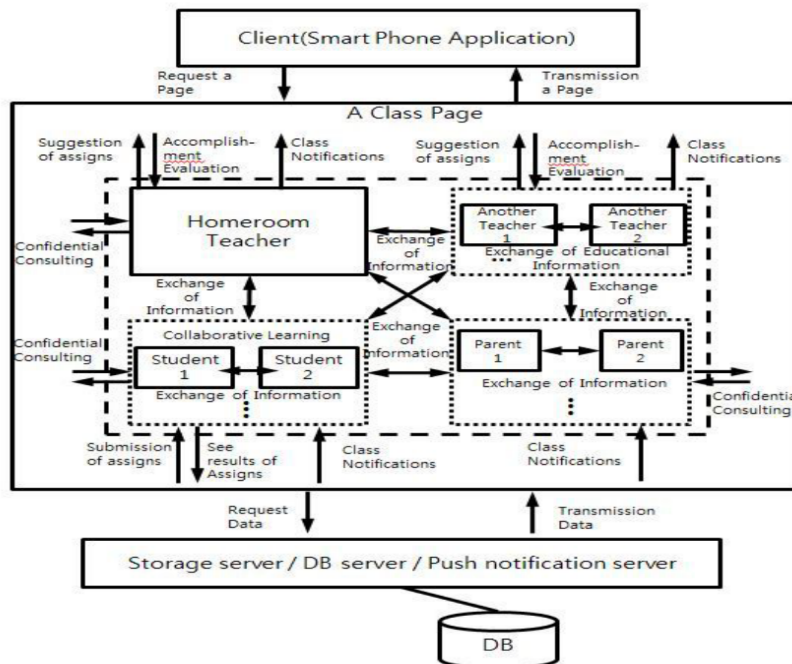 Client(Smart Phone Application)
Request a
Page
Transmission
a Page
A Class Page
Suggestion
of assigns
Accomplish-
ment
Evaluation
Class
Notifications
Suggestion
of assigns
Accomplish-
ment
Evaluation
Class
Notifications
Homeroom
Teacher
Another
Teacher
1
Another
Teacher
2
...
Exchange of Educational
Information
Confidential
Consulting
Exchange
of
Information
Exchange
of
Information
Exchange
of
Information
Collaborative Learning
Student
1
Student
2
Exchange of Information
Exchange
of
Information
Parent
1
Parent
2
Exchange of Information
Confidential
Consulting
Confidential
Consulting
Submission
of assigns
See
results of
Assigns
Class
Notifications
Class
Notifications
Request
Data
Transmission
Data
Storage server / DB server / Push notification server
DB